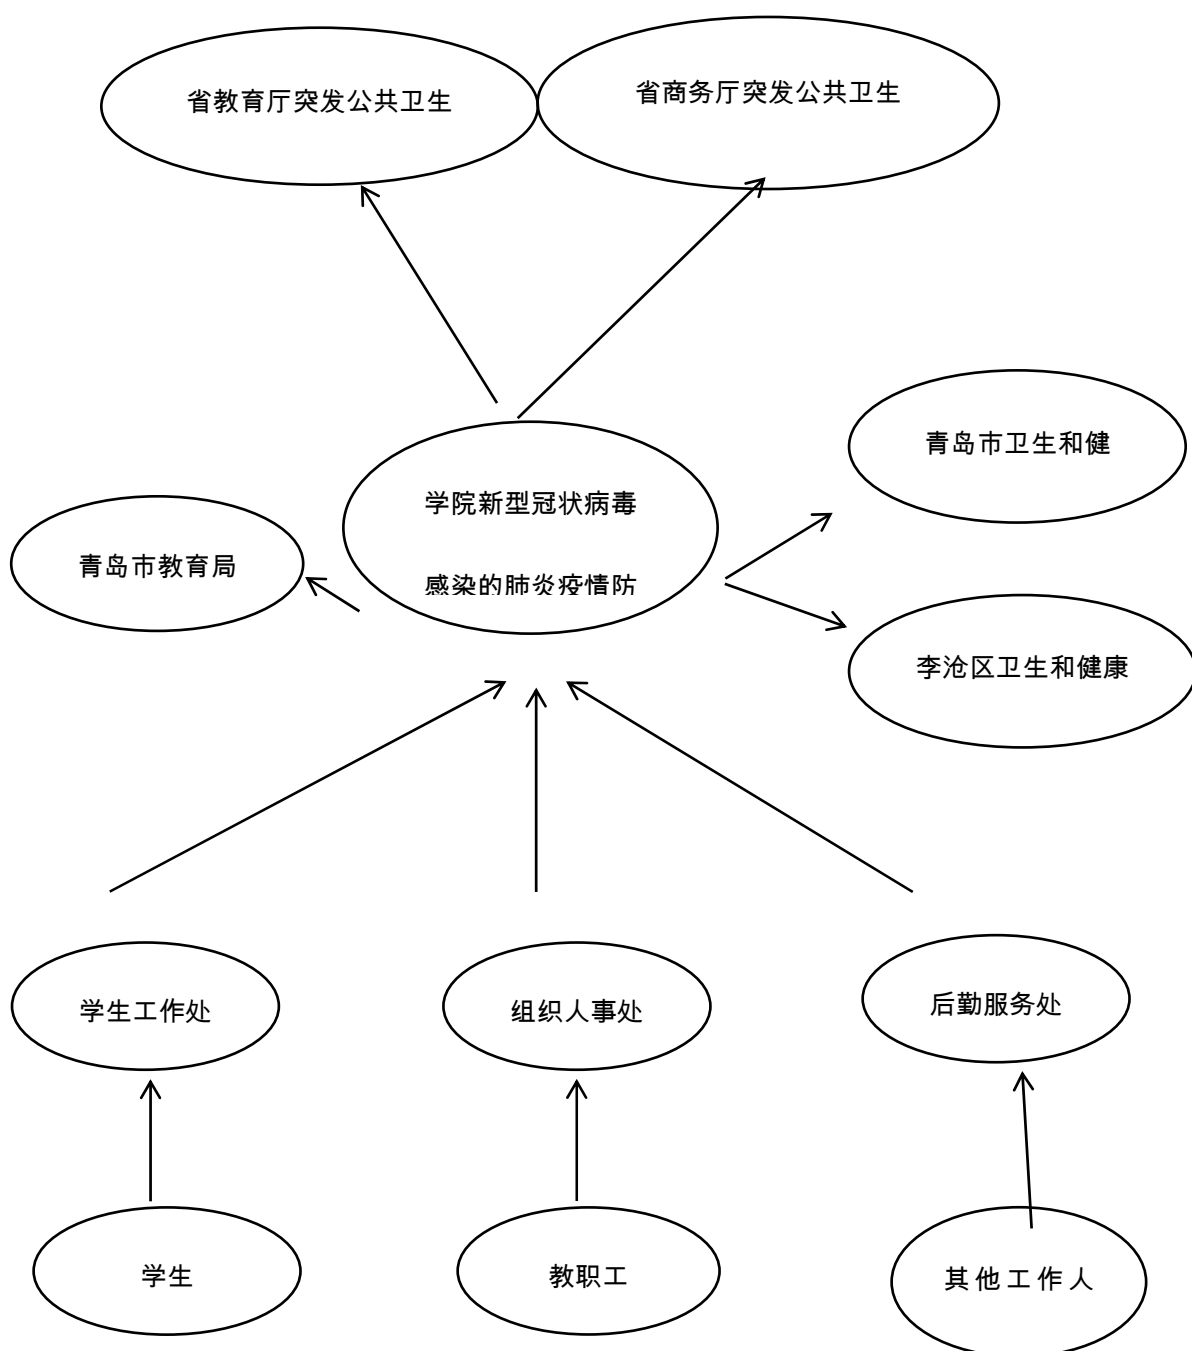 省教育厅突发公共卫生
省商务厅突发公共卫生
青岛市卫生和健
学院新型冠状病毒
感染的肺炎疫情防
青岛市教育局
李沧区卫生和健康
学生工作处
组织人事处
后勤服务处
学生
教职工
其他工作人